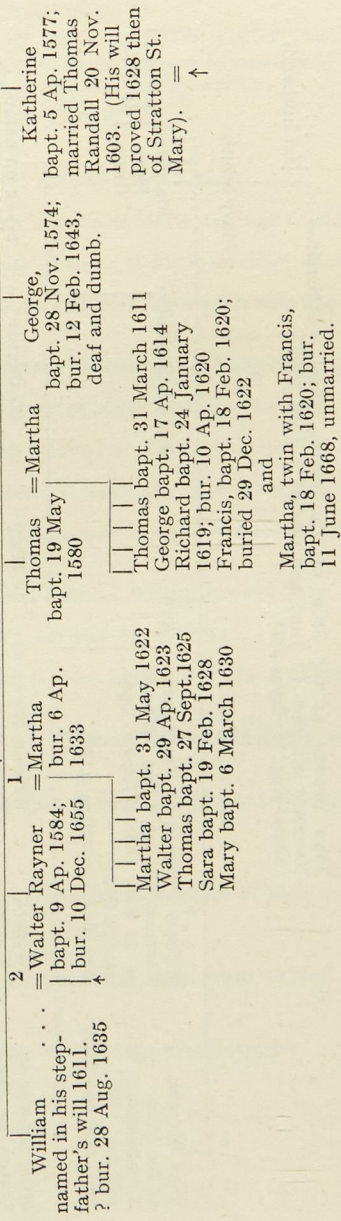 William . . . .
named in his step-
father's will 1611.
? bur. 28 Aug. 1635
2
=Walter Rayner
bapt. 9 Ap. 1584;
bur. 10 Dec. 1655
1
=Martha
bur. 6 Ap.
1633
Martha bapt. 31 May 1622
Walter bapt. 29 Ap. 1623
Thomas bapt. 27 Sept.1625
Sara bapt. 19 Feb. 1628
Mary bapt. 6 March 1630
Thomas =Martha
bapt. 19 May
1580
Thomas bapt. 31 March 1611
George bapt. 17 Ap. 1614
Richard bapt. 24 January
1619; bur. 10 Ap. 1620
Francis, bapt. 18 Feb. 1620;
buried 29 Dec. 1622
and
Martha, twin with Francis,
bapt. 18 Feb. 1620; bur.
11 June 1668, unmarried.
George,
bapt. 28 Nov. 1574;
bur. 12 Feb. 1643,
deaf and dumb.
Katherine
bapt. 5 Ap. 1577;
married Thomas
Randall 20 Nov.
1603. (His will
proved 1628 then
of Stratton St.
Mary).
=